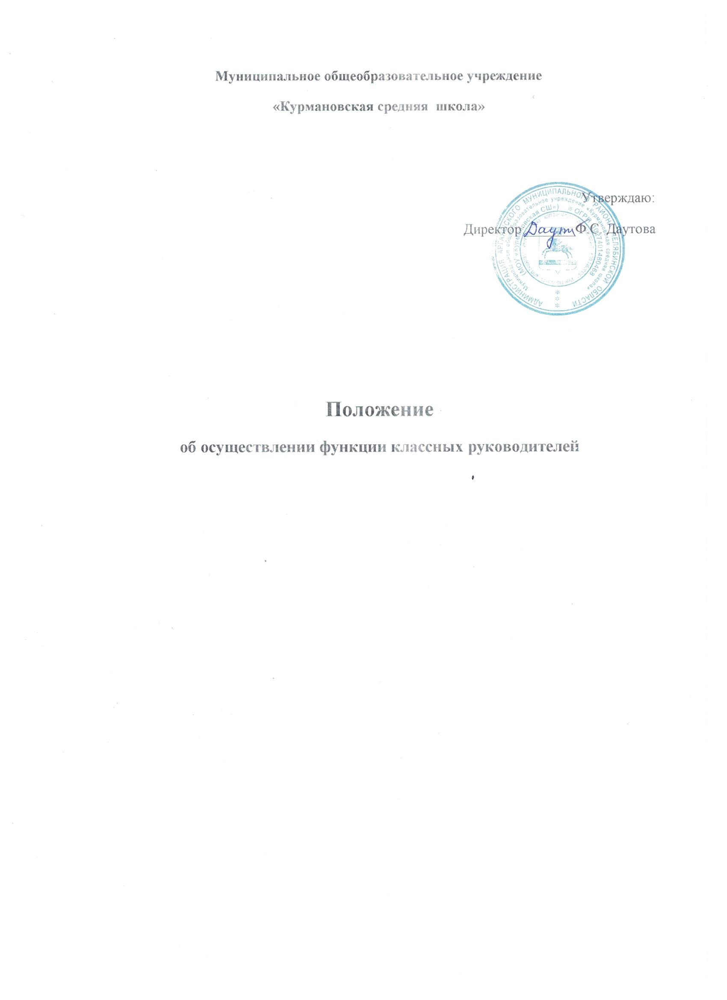 Муниципальное общеобразовательное учреждение
«Курмановская средняя школа»
Утверждаю:
Директор Даут Ф.С. Даутова
АДМИНИСТРАЦИЯ АРГАЯШСКОГО МУНИЦИПАЛЬНОГО РАЙОНА ЧЕЛЯБИНСКОЙ ОБЛАСТИ
Муниципальное общеобразовательное учреждение «Курмановская средняя школа»
(МОУ «Курмановская СШ») * ОГРН 1027401480468
* * *
Положение
об осуществлении функции классных руководителей